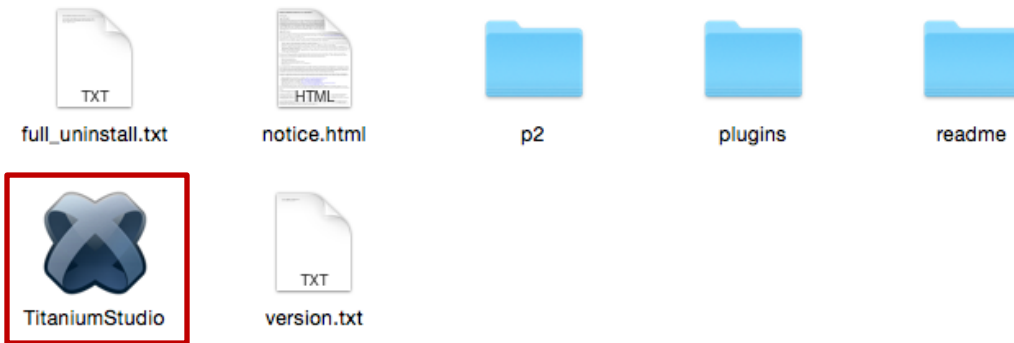 TXT
HTML
full_uninstall.txt
notice.html
p2
plugins
readme
TXT
TitaniumStudio
version.txt